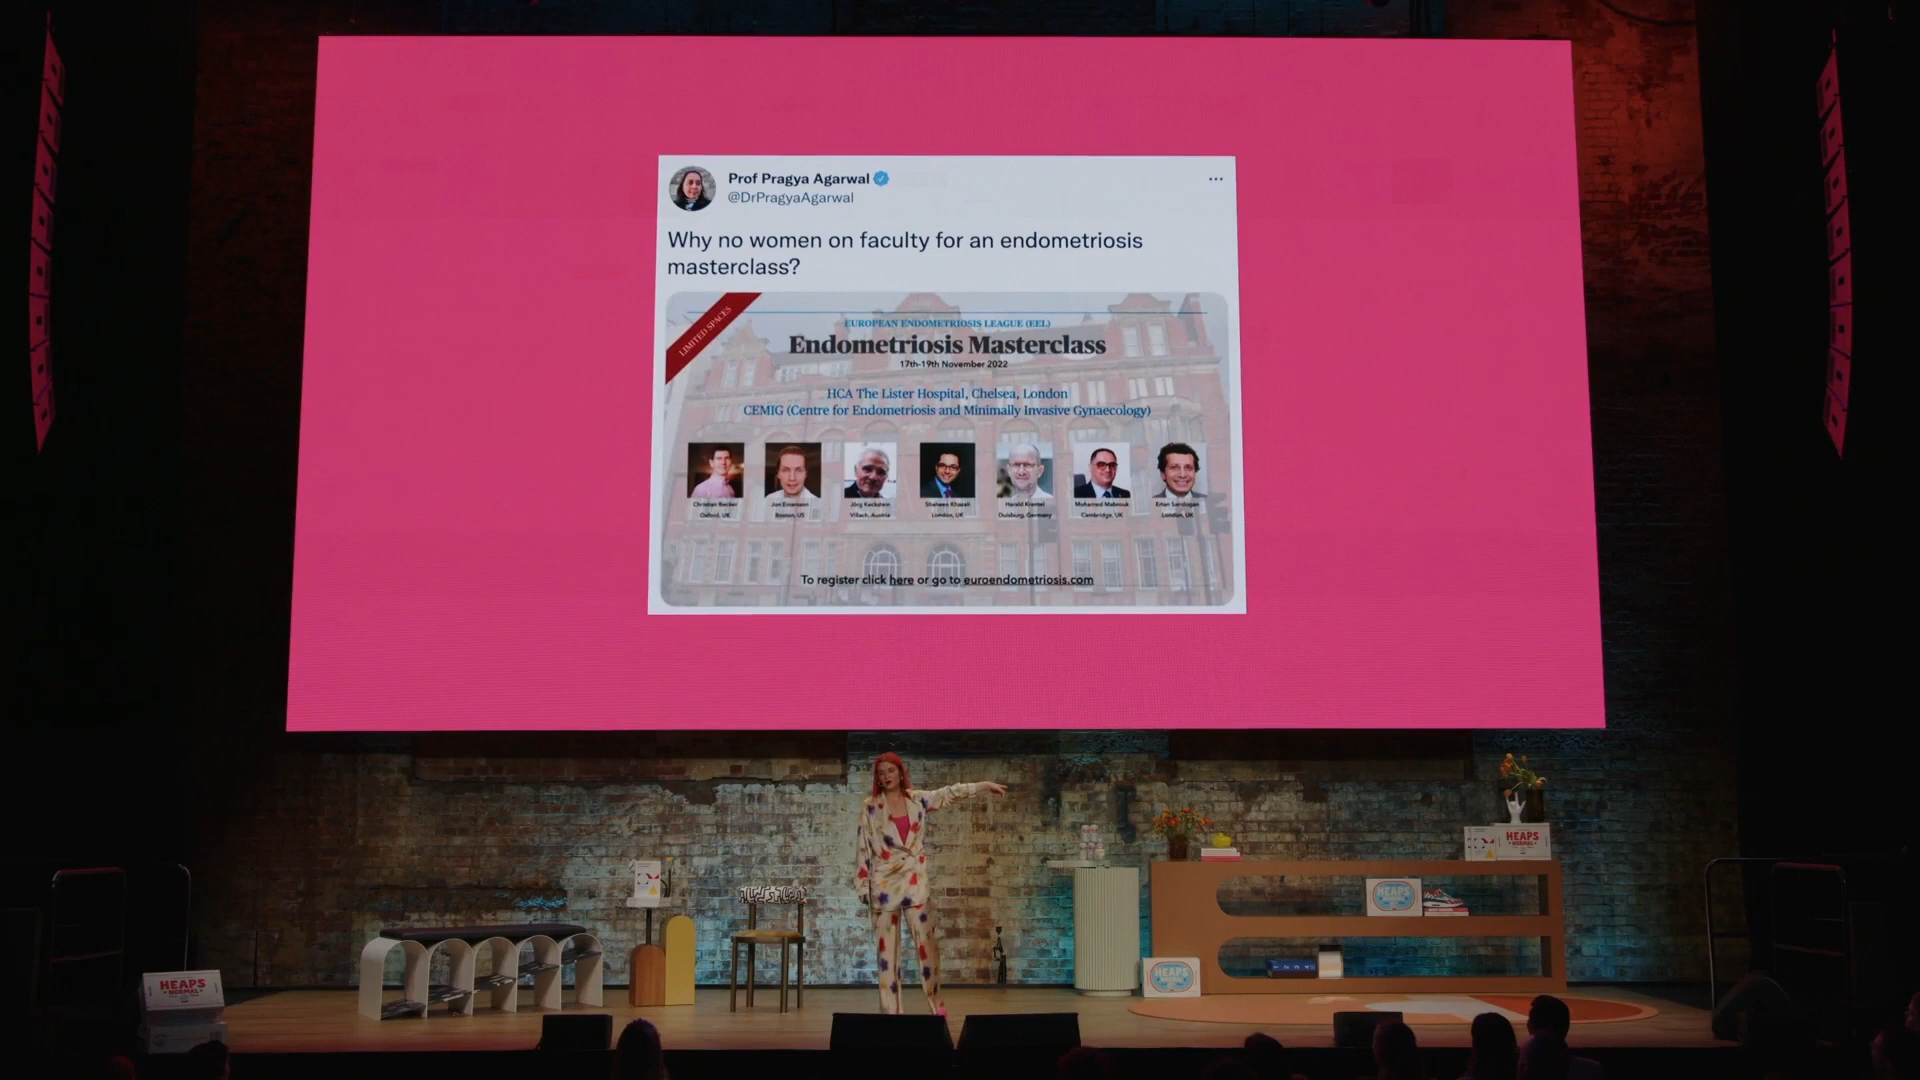 Prof Pragya Agarwal
@DrPragyaAgarwal
Why no women on faculty for an endometriosis
masterclass?
LIMITED SPACES
EUROPEAN ENDOMETRIOSIS LEAGUE (EEL)
Endometriosis Masterclass
17th-19th November 2022
HCA The Lister Hospital, Chelsea, London
CEMIG (Centre for Endometriosis and Minimally Invasive Gynaecology)
Christian Becker
Oxford, UK
Jon Einarsson
Boston, US
Jörg Keckstein
Villach, Austria
Shaheen Khazali
London, UK
Harald Krentel
Duisburg, Germany
Mohamed Mabrouk
Cambridge, UK
Ertan Saridogan
London, UK
To register click here or go to euroendometriosis.com
HEAPS
NORMAL
HEAPS
HEAPS
HEAPS
NORMAL